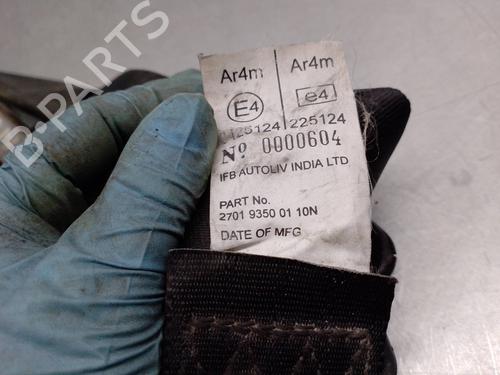 Ar4m Ar4m
E4 e4
425124 225124
Nº 0000604
IFB AUTOLIV INDIA LTD
PART No.
2701 9350 01 10N
DATE OF MFG
B-PARTS